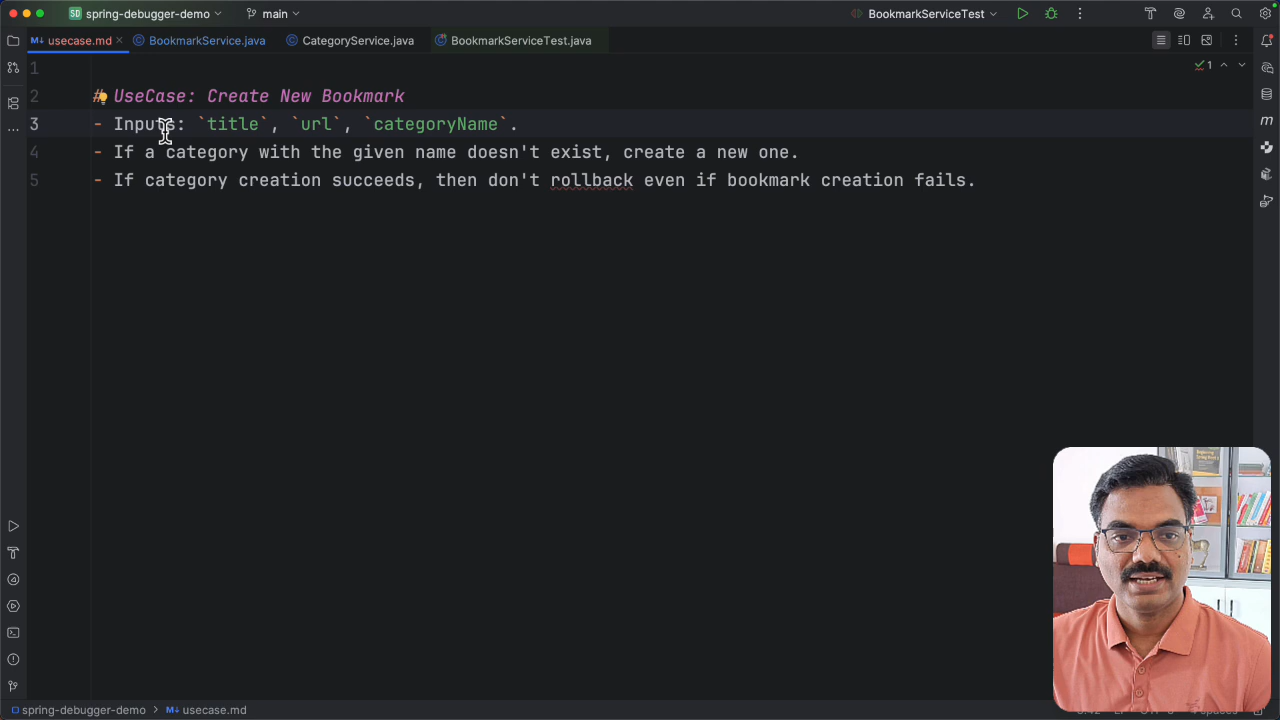 SD spring-debugger-demo main BookmarkServiceTest
usecase.md BookmarkService.java CategoryService.java BookmarkServiceTest.java
1
1
2 # UseCase: Create New Bookmark
3 - Inputs: `title`, `url`, `categoryName`.
4 - If a category with the given name doesn't exist, create a new one.
5 - If category creation succeeds, then don't rollback even if bookmark creation fails.
spring-debugger-demo > usecase.md